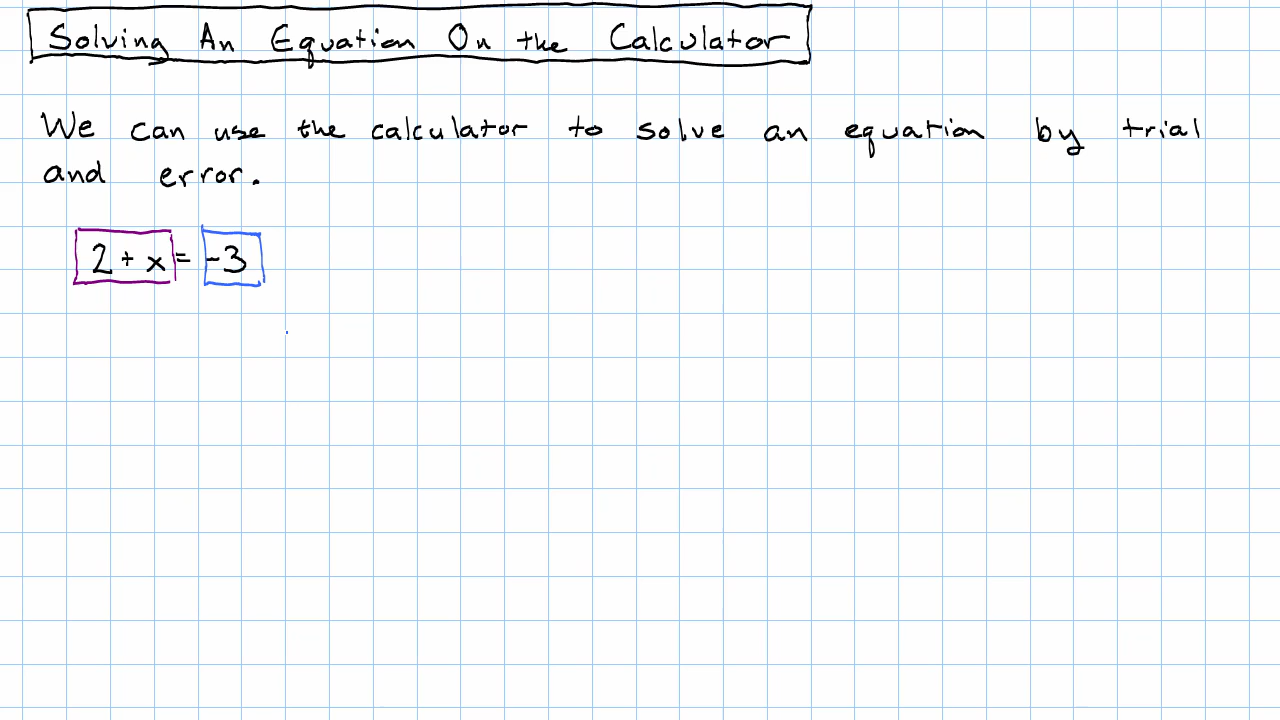 Solving An Equation On the Calculator
We can use the calculator to solve an equation by trial
and error.
2 + x = -3